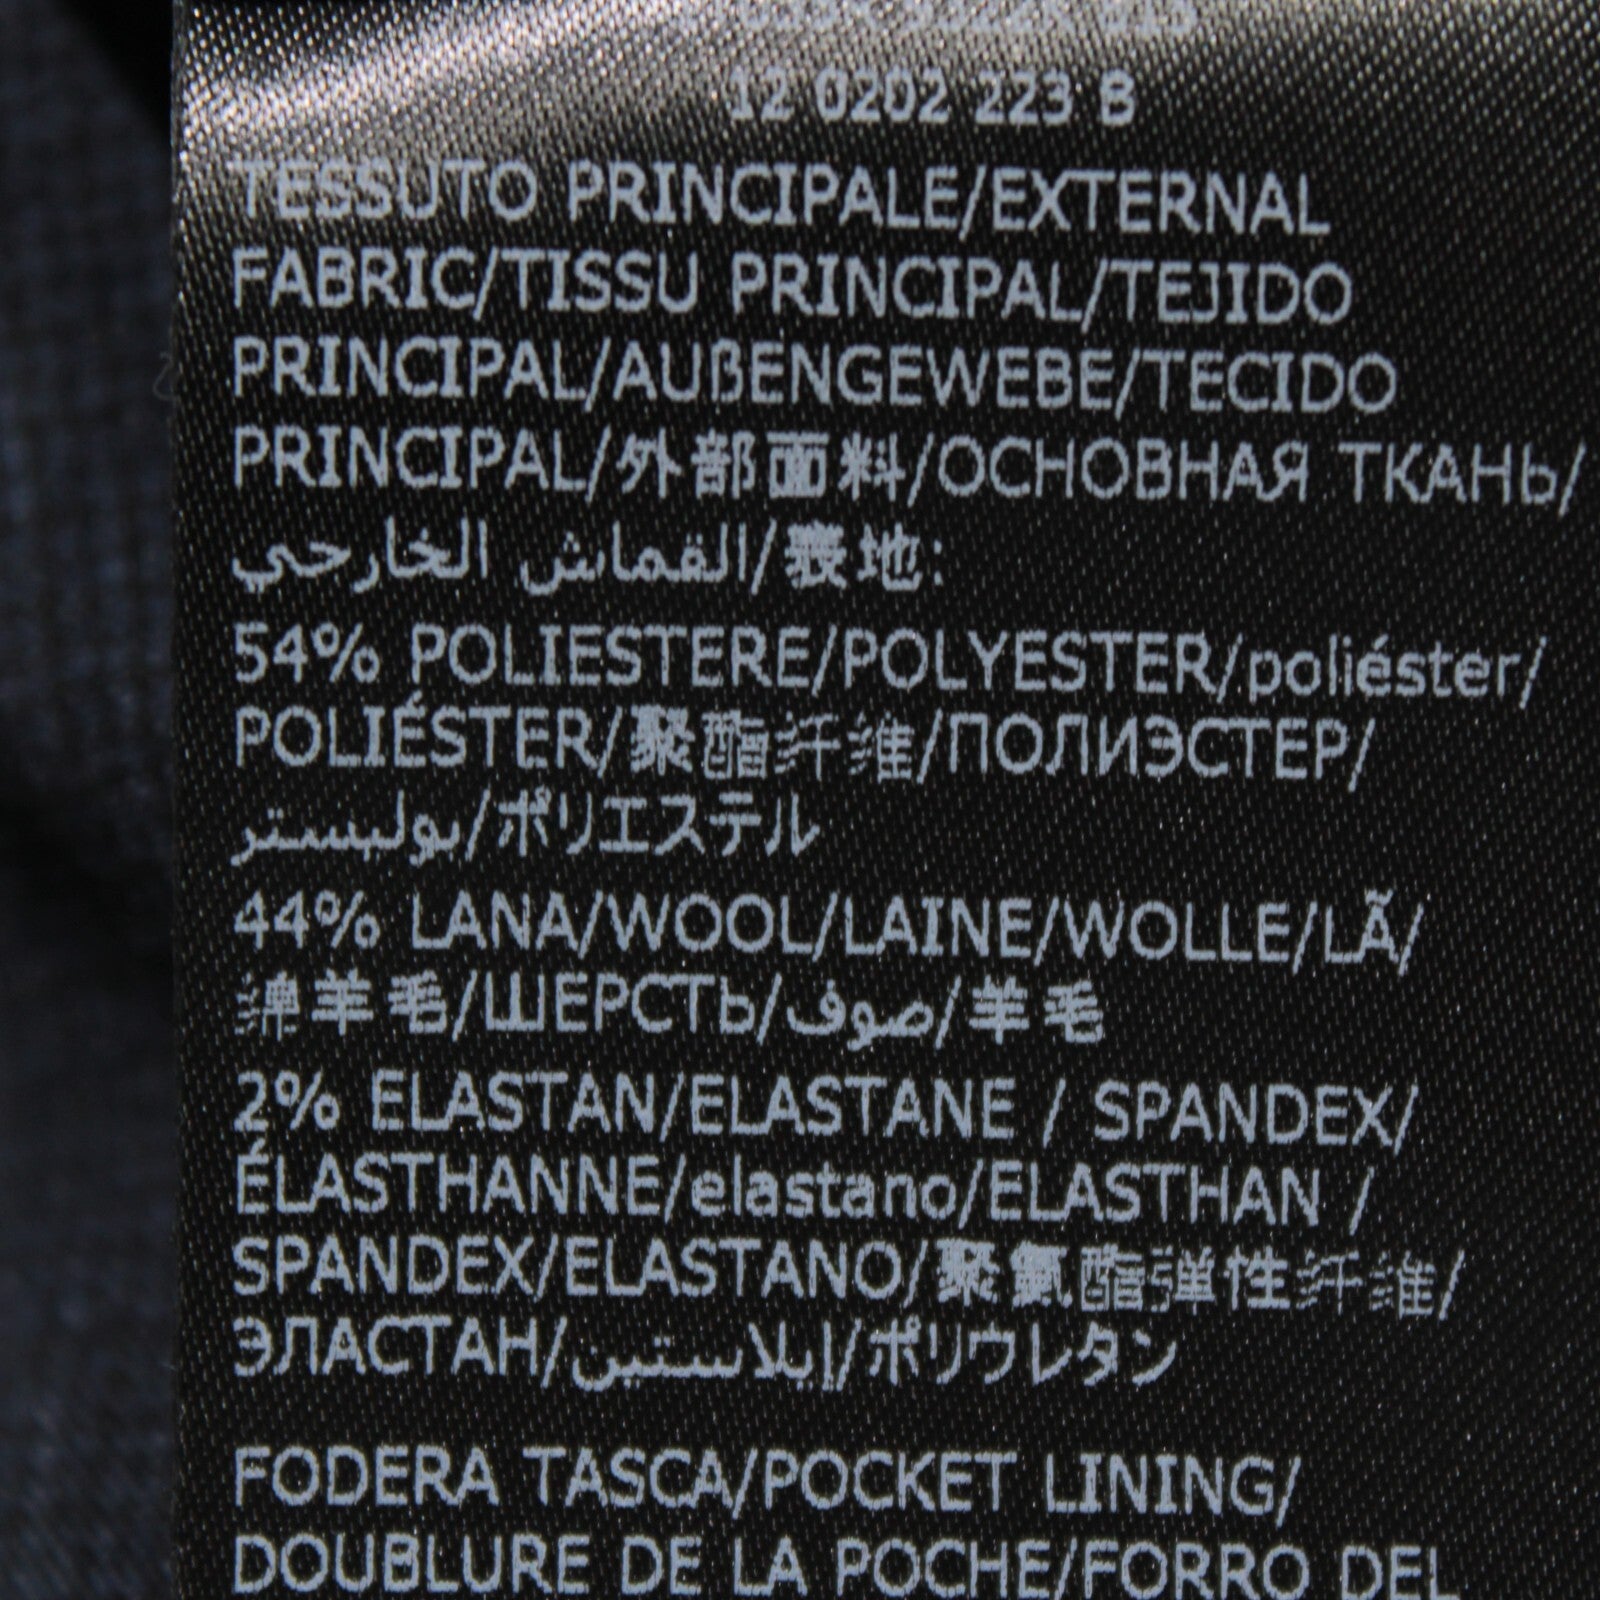 12 0202 223 B
TESSUTO PRINCIPALE/EXTERNAL
FABRIC/TISSU PRINCIPAL/TEJIDO
PRINCIPAL/AUßENGEWEBE/TECIDO
PRINCIPAL/外部面料/ОСНОВНАЯ ТКАНЬ/
القماش الخارجي/表地:
54% POLIESTERE/POLYESTER/poliéster/
POLIÉSTER/聚酯纤维/ПОЛИЭСТЕР/
بوليستر/ポリエステル
44% LANA/WOOL/LAINE/WOLLE/LÃ/
绵羊毛/ШЕРСТЬ/صوف/羊毛
2% ELASTAN/ELASTANE / SPANDEX/
ÉLASTHANNE/elastano/ELASTHAN /
SPANDEX/ELASTANO/聚氨酯弹性纤维/
ЭЛАСТАН/إيلاستين/ポリウレタン
FODERA TASCA/POCKET LINING/
DOUBLURE DE LA POCHE/FORRO DEL